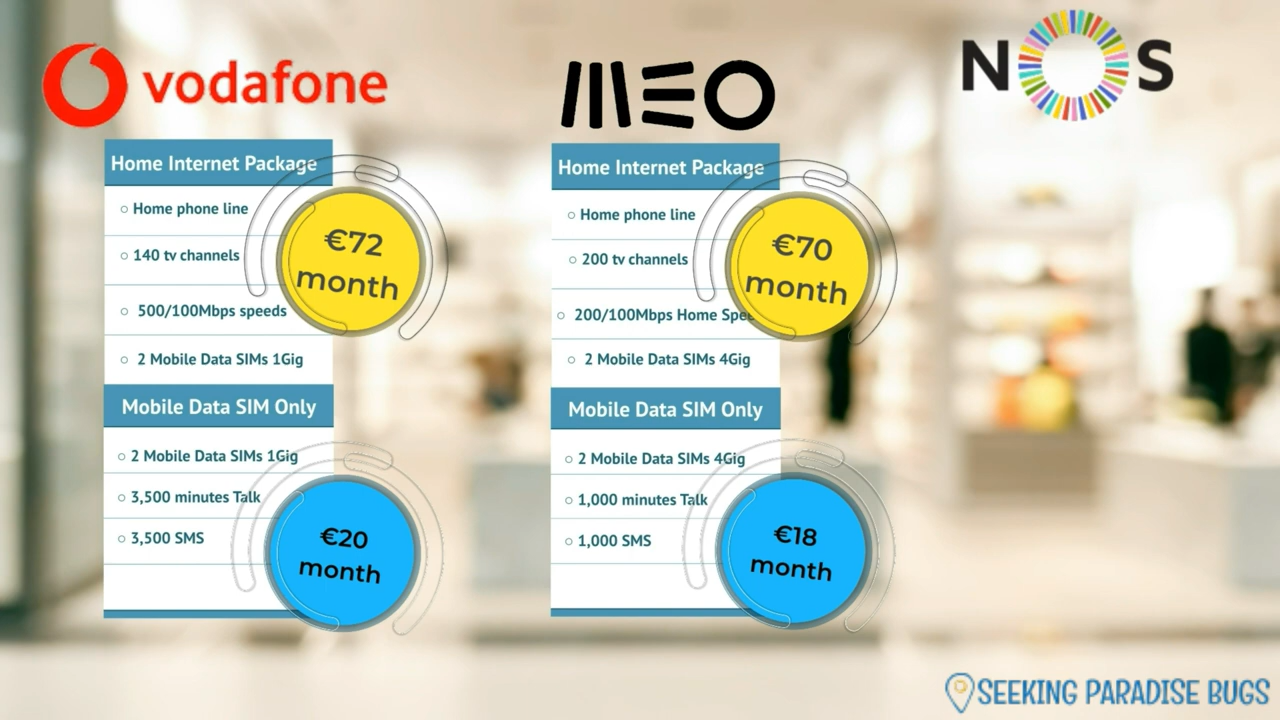 vodafone
Home Internet Package
○ Home phone line
○ 140 tv channels
○ 500/100Mbps speeds
○ 2 Mobile Data SIMs 1Gig
€72
month
Mobile Data SIM Only
○ 2 Mobile Data SIMs 1Gig
○ 3,500 minutes Talk
○ 3,500 SMS
€20
month
MEO
Home Internet Package
○ Home phone line
○ 200 tv channels
○ 200/100Mbps Home Spe
○ 2 Mobile Data SIMs 4Gig
€70
month
Mobile Data SIM Only
○ 2 Mobile Data SIMs 4Gig
○ 1,000 minutes Talk
○ 1,000 SMS
€18
month
NOS
SEEKING PARADISE BUGS